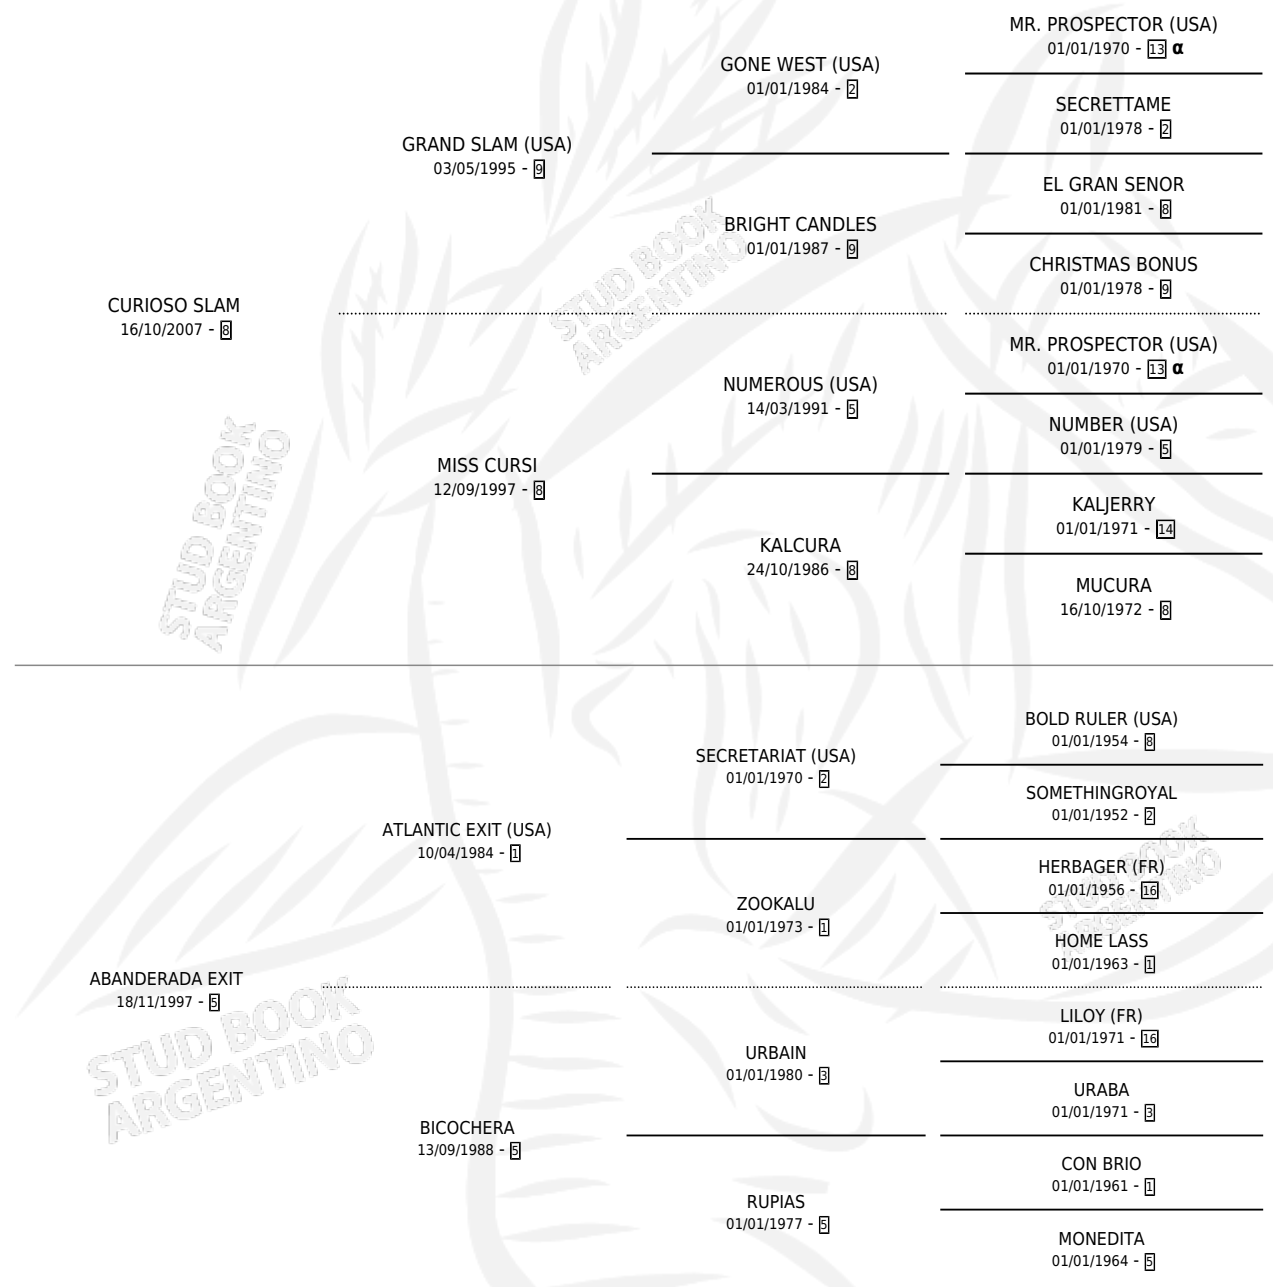 MR. PROSPECTOR (USA)
01/01/1970 - 13 α
GONE WEST (USA)
01/01/1984 - 2
SECRETTAME
01/01/1978 - 2
GRAND SLAM (USA)
03/05/1995 - 9
EL GRAN SENOR
01/01/1981 - 8
BRIGHT CANDLES
01/01/1987 - 9
CHRISTMAS BONUS
01/01/1978 - 9
CURIOSO SLAM
16/10/2007 - 8
MR. PROSPECTOR (USA)
01/01/1970 - 13 α
NUMEROUS (USA)
14/03/1991 - 5
NUMBER (USA)
01/01/1979 - 5
MISS CURSI
12/09/1997 - 8
KALJERRY
01/01/1971 - 14
KALCURA
24/10/1986 - 8
MUCURA
16/10/1972 - 8
BOLD RULER (USA)
01/01/1954 - 8
SECRETARIAT (USA)
01/01/1970 - 2
SOMETHINGROYAL
01/01/1952 - 2
ATLANTIC EXIT (USA)
10/04/1984 - 1
HERBAGER (FR)
01/01/1956 - 16
ZOOKALU
01/01/1973 - 1
HOME LASS
01/01/1963 - 1
ABANDERADA EXIT
18/11/1997 - 5
LILOY (FR)
01/01/1971 - 16
URBAIN
01/01/1980 - 3
URABA
01/01/1971 - 3
BICOCHERA
13/09/1988 - 5
CON BRIO
01/01/1961 - 1
RUPIAS
01/01/1977 - 5
MONEDITA
01/01/1964 - 5
STUD BOOK
ARGENTINO
STUD BOOK
ARGENTINO
STUD BOOK
ARGENTINO
STUD BOOK
ARGENTINO